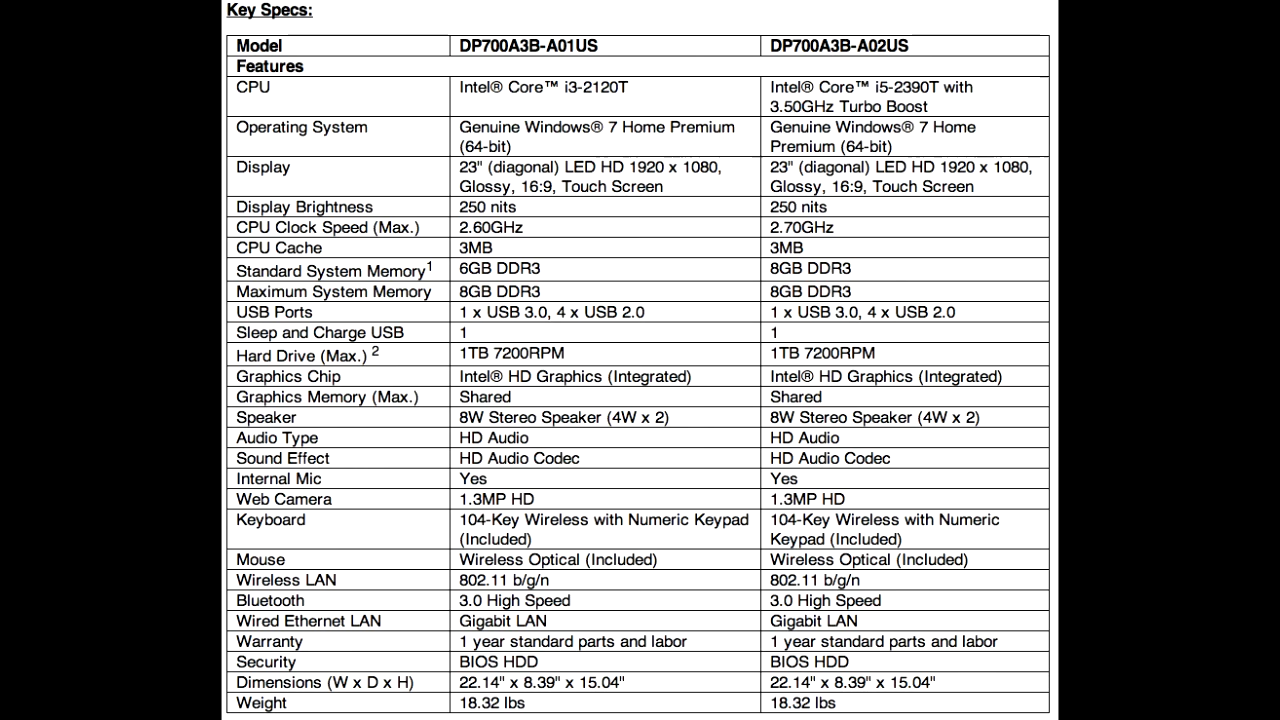 Key Specs:
Model DP700A3B-A01US DP700A3B-A02US
Features
CPU Intel® Core™ i3-2120T Intel® Core™ i5-2390T with
3.50GHz Turbo Boost
Operating System Genuine Windows® 7 Home Premium Genuine Windows® 7 Home
(64-bit) Premium (64-bit)
Display 23" (diagonal) LED HD 1920 x 1080, 23" (diagonal) LED HD 1920 x 1080,
Glossy, 16:9, Touch Screen Glossy, 16:9, Touch Screen
Display Brightness 250 nits 250 nits
CPU Clock Speed (Max.) 2.60GHz 2.70GHz
CPU Cache 3MB 3MB
Standard System Memory1 6GB DDR3 8GB DDR3
Maximum System Memory 8GB DDR3 8GB DDR3
USB Ports 1 x USB 3.0, 4 x USB 2.0 1 x USB 3.0, 4 x USB 2.0
Sleep and Charge USB 1 1
Hard Drive (Max.) 2 1TB 7200RPM 1TB 7200RPM
Graphics Chip Intel® HD Graphics (Integrated) Intel® HD Graphics (Integrated)
Graphics Memory (Max.) Shared Shared
Speaker 8W Stereo Speaker (4W x 2) 8W Stereo Speaker (4W x 2)
Audio Type HD Audio HD Audio
Sound Effect HD Audio Codec HD Audio Codec
Internal Mic Yes Yes
Web Camera 1.3MP HD 1.3MP HD
Keyboard 104-Key Wireless with Numeric Keypad 104-Key Wireless with Numeric
(Included) Keypad (Included)
Mouse Wireless Optical (Included) Wireless Optical (Included)
Wireless LAN 802.11 b/g/n 802.11 b/g/n
Bluetooth 3.0 High Speed 3.0 High Speed
Wired Ethernet LAN Gigabit LAN Gigabit LAN
Warranty 1 year standard parts and labor 1 year standard parts and labor
Security BIOS HDD BIOS HDD
Dimensions (W x D x H) 22.14" x 8.39" x 15.04" 22.14" x 8.39" x 15.04"
Weight 18.32 lbs 18.32 lbs